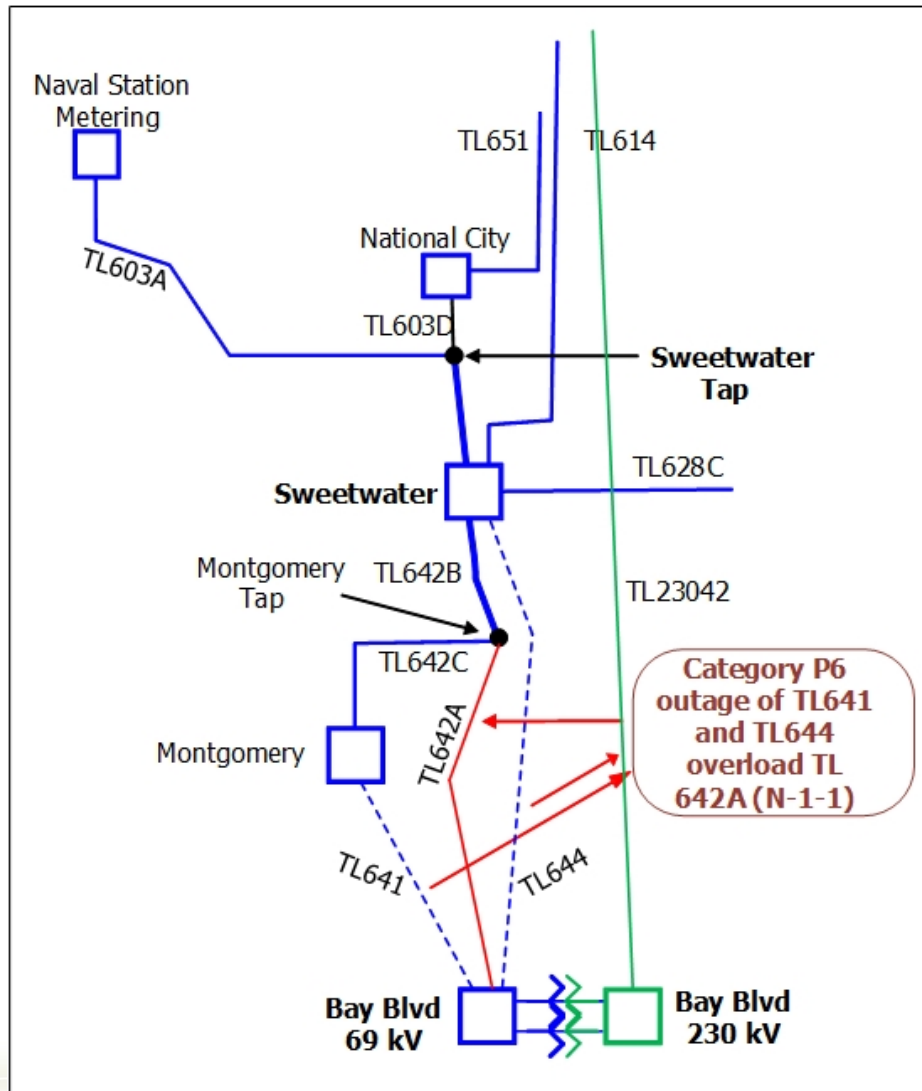 Naval Station
Metering
TL651
TL614
National City
TL603A
TL603D
Sweetwater
Tap
TL628C
Sweetwater
Montgomery
Tap
TL642B
TL23042
TL642C
Category P6
outage of TL641
and TL644
overload TL
642A (N-1-1)
TL642A
Montgomery
TL641
TL644
Bay Blvd
69 kV
Bay Blvd
230 kV